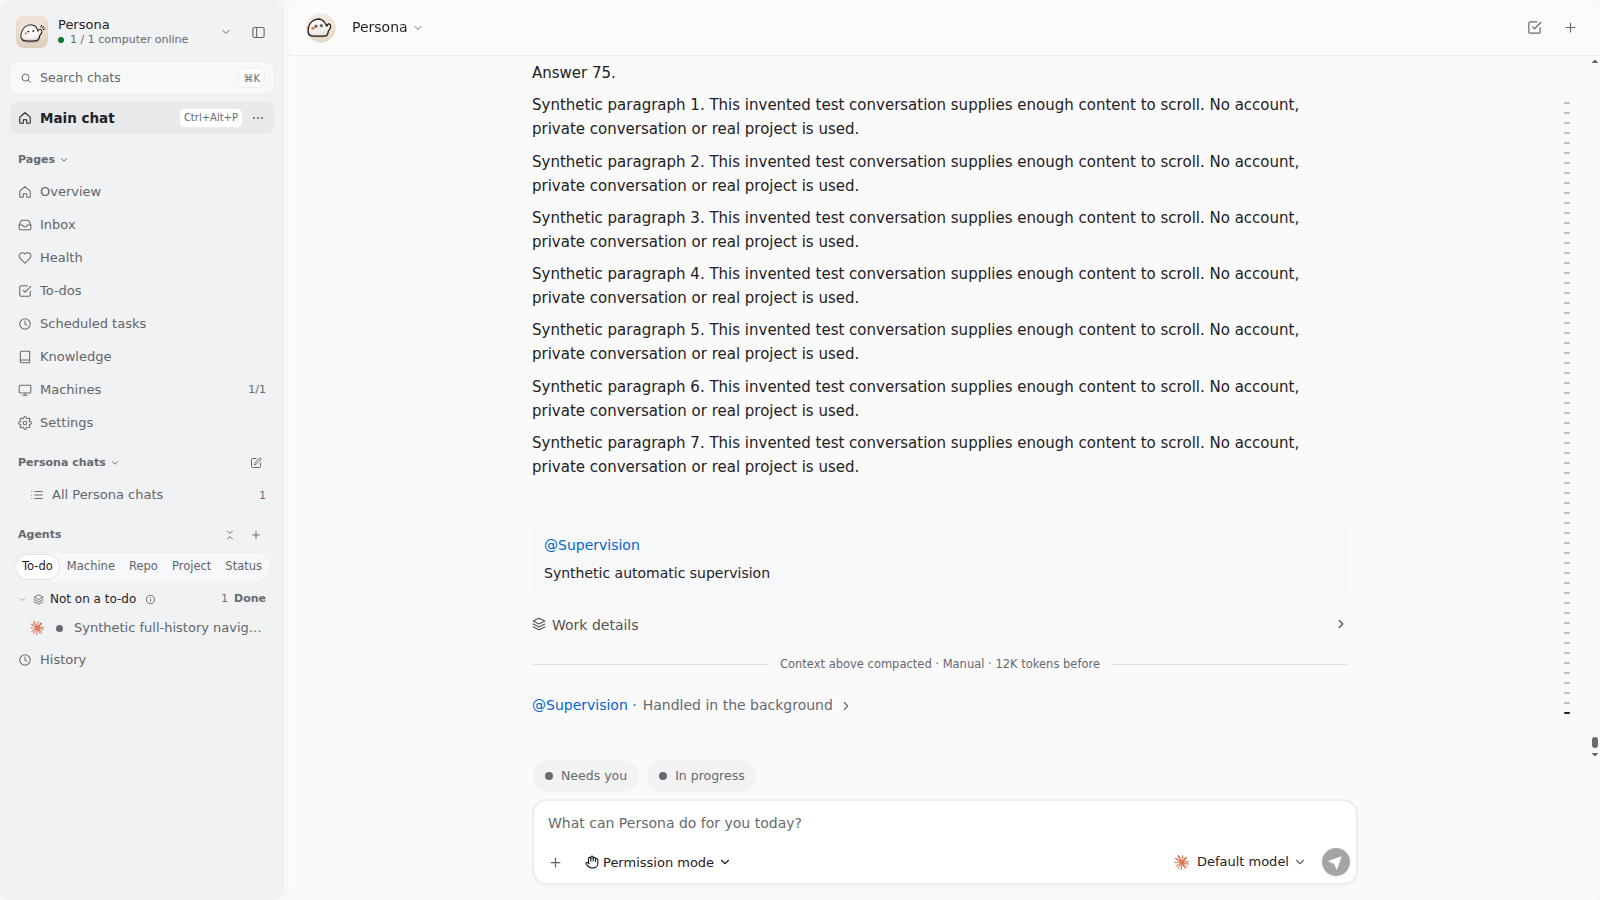 Persona
1 / 1 computer online
Search chats
⌘K
Main chat
Ctrl+Alt+P
Pages
Overview
Inbox
Health
To-dos
Scheduled tasks
Knowledge
Machines
1/1
Settings
Persona chats
All Persona chats
1
Agents
To-do
Machine
Repo
Project
Status
Not on a to-do
1 Done
Synthetic full-history navig…
History
Persona
Answer 75.
Synthetic paragraph 1. This invented test conversation supplies enough content to scroll. No account,
private conversation or real project is used.
Synthetic paragraph 2. This invented test conversation supplies enough content to scroll. No account,
private conversation or real project is used.
Synthetic paragraph 3. This invented test conversation supplies enough content to scroll. No account,
private conversation or real project is used.
Synthetic paragraph 4. This invented test conversation supplies enough content to scroll. No account,
private conversation or real project is used.
Synthetic paragraph 5. This invented test conversation supplies enough content to scroll. No account,
private conversation or real project is used.
Synthetic paragraph 6. This invented test conversation supplies enough content to scroll. No account,
private conversation or real project is used.
Synthetic paragraph 7. This invented test conversation supplies enough content to scroll. No account,
private conversation or real project is used.
@Supervision
Synthetic automatic supervision
Work details
Context above compacted · Manual · 12K tokens before
@Supervision · Handled in the background
Needs you
In progress
What can Persona do for you today?
Permission mode
Default model